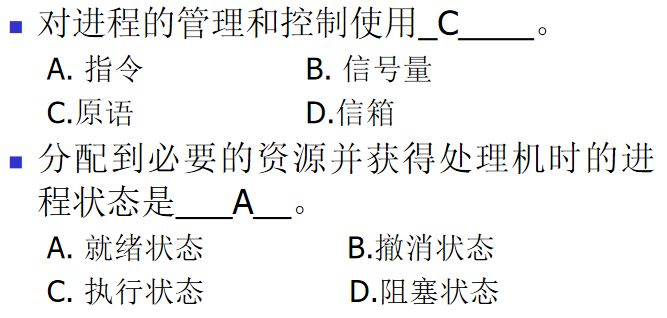 ▪ 对进程的管理和控制使用_C____。
A. 指令 B. 信号量
C.原语 D.信箱
▪ 分配到必要的资源并获得处理机时的进
程状态是___A__。
A. 就绪状态 B.撤消状态
C. 执行状态 D.阻塞状态